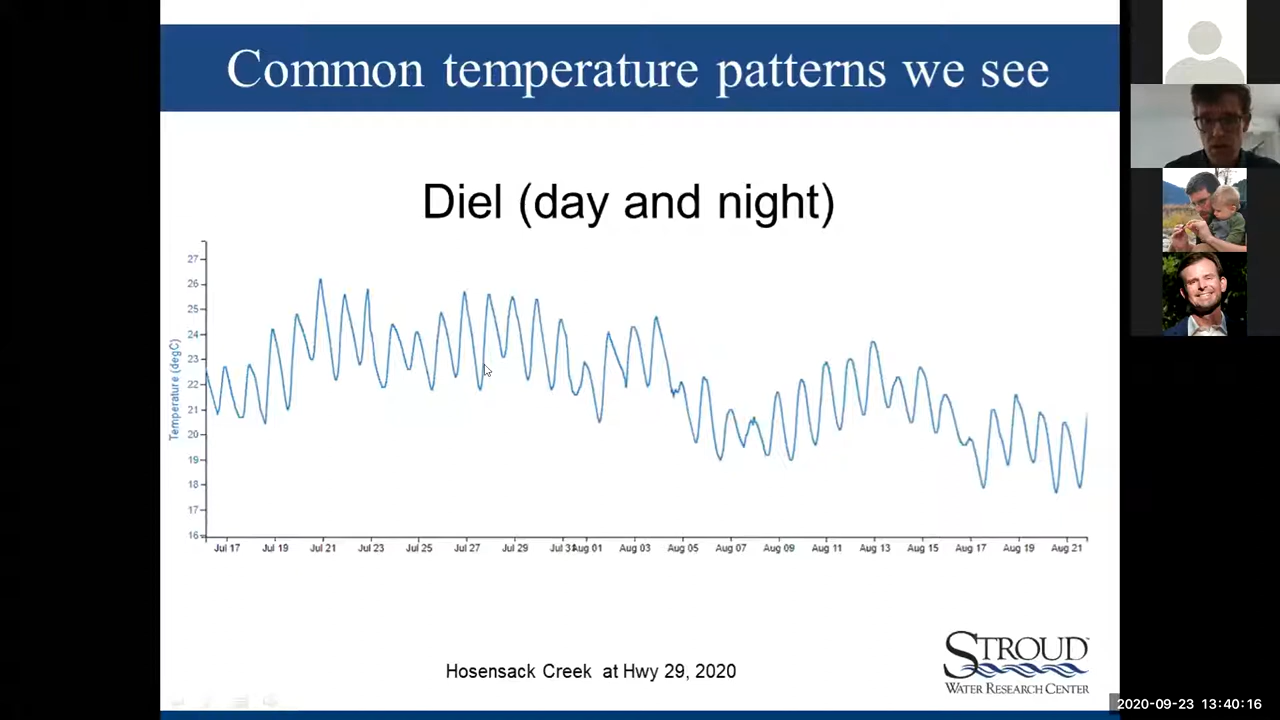 Common temperature patterns we see
Diel (day and night)
27
26
25
24
23
22
21
20
19
18
17
16
Temperature (degC)
Jul 17 Jul 19 Jul 21 Jul 23 Jul 25 Jul 27 Jul 29 Jul 31 Aug 01 Aug 03 Aug 05 Aug 07 Aug 09 Aug 11 Aug 13 Aug 15 Aug 17 Aug 19 Aug 21
Hosensack Creek at Hwy 29, 2020
STROUD
WATER RESEARCH CENTER
2020-09-23 13:40:16